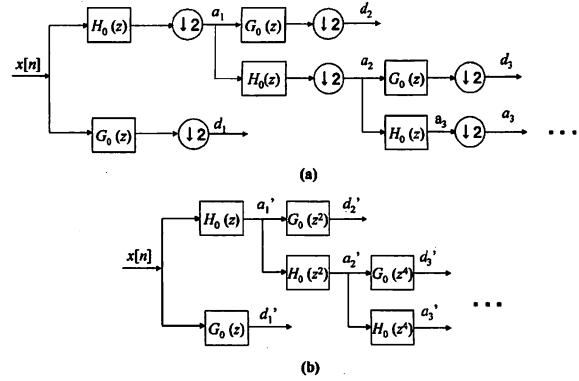 x[n] H₀(z) ↓2 a₁ G₀(z) ↓2 d₂
H₀(z) ↓2 a₂ G₀(z) ↓2 d₃
G₀(z) ↓2 d₁ H₀(z) a₃ ↓2 a₃ ...
(a)
x[n] H₀(z) a₁' G₀(z²) d₂'
H₀(z²) a₂' G₀(z⁴) d₃' ...
G₀(z) d₁' H₀(z⁴) a₃'
(b)